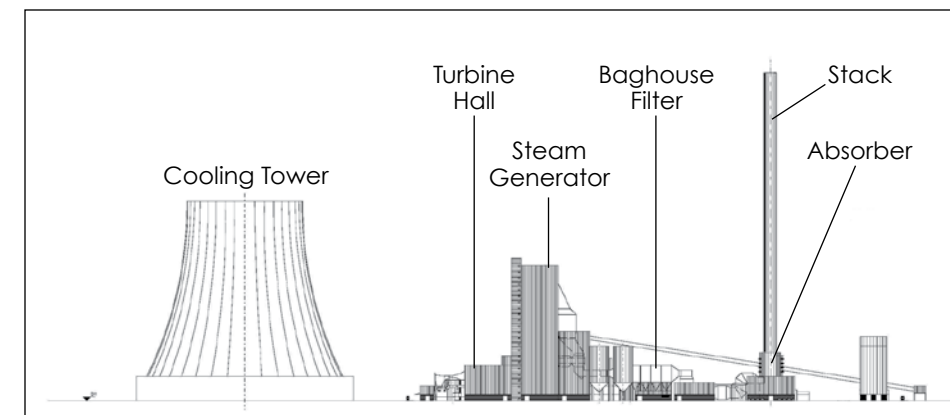 Turbine
Hall
Baghouse
Filter
Stack
Steam
Generator
Absorber
Cooling Tower